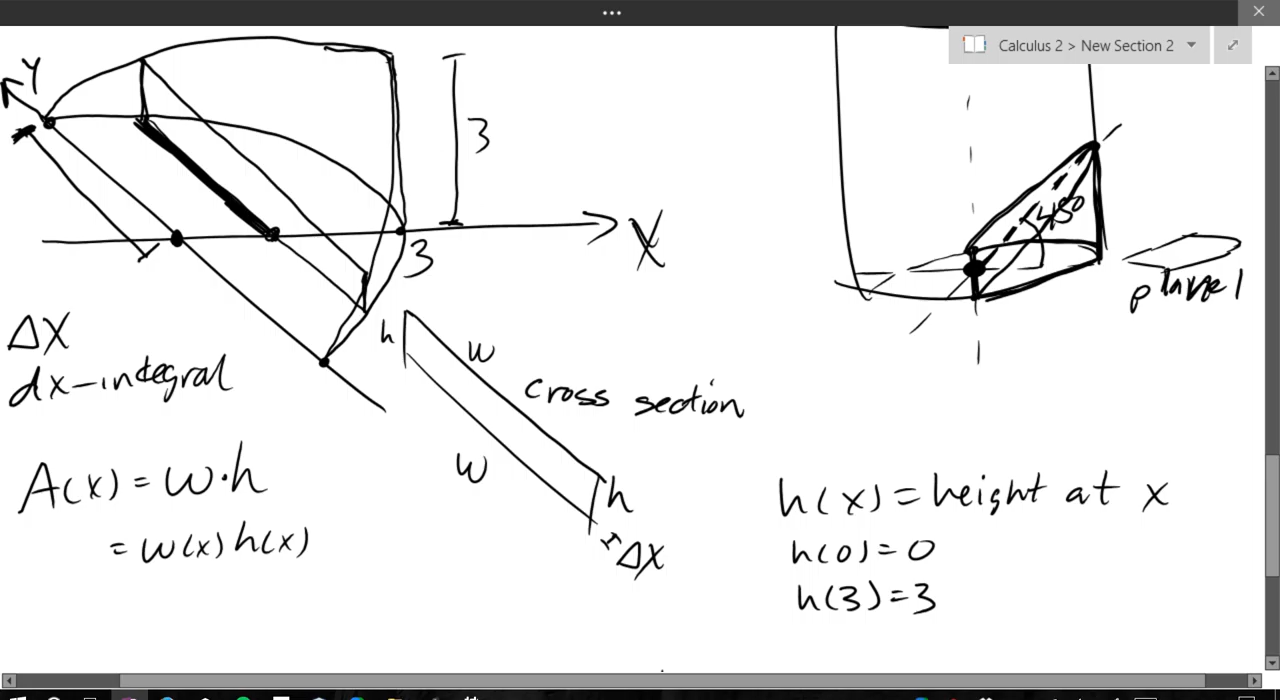 Calculus 2 > New Section 2
Y
3
X
3
45°
plane 1
ΔX
dx-integral
h
w
cross section
w
h
ΔX
A(x) = w·h
= w(x) h(x)
h(x) = height at x
h(0) = 0
h(3) = 3